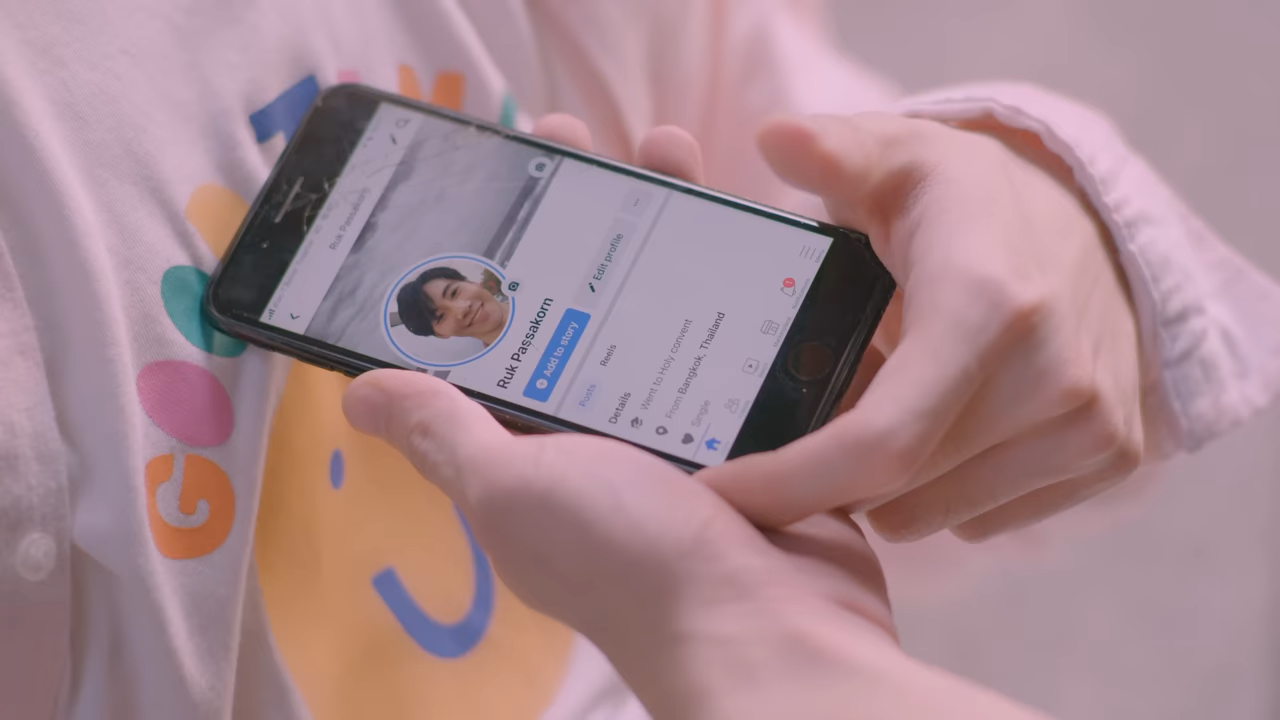 Ruk Passakorn
Ruk Passakorn
Add to story
Edit profile
Posts
Reels
Details
Went to Holy convent
From Bangkok, Thailand
Single
G